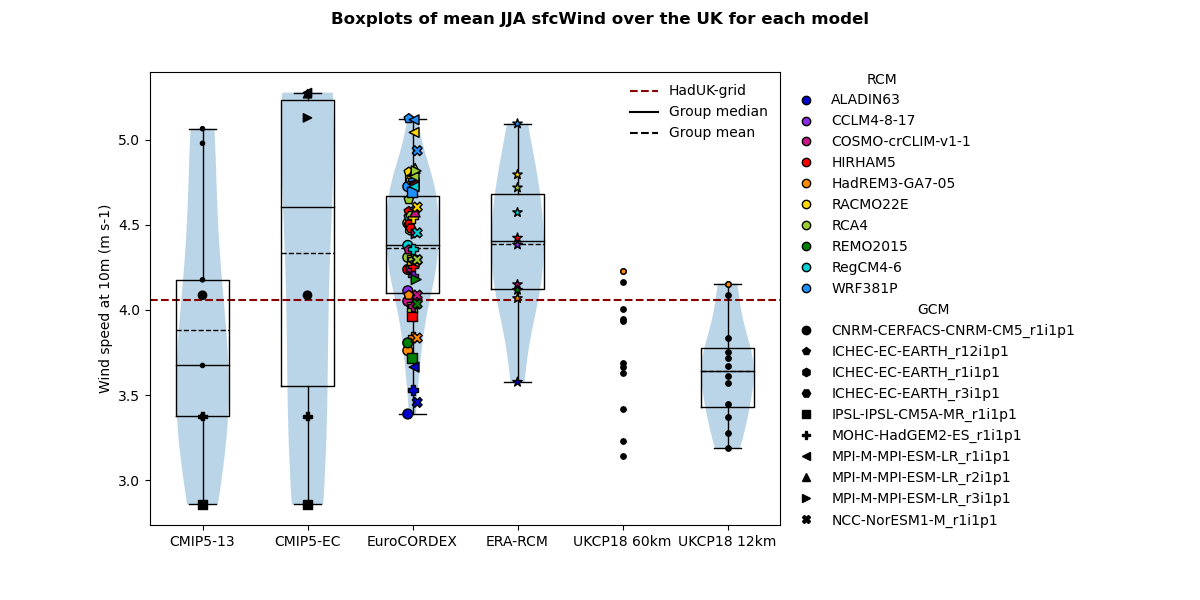 Boxplots of mean JJA sfcWind over the UK for each model
Wind speed at 10m (m s-1)
5.0
4.5
4.0
3.5
3.0
CMIP5-13
CMIP5-EC
EuroCORDEX
ERA-RCM
UKCP18 60km
UKCP18 12km
HadUK-grid
Group median
Group mean
RCM
ALADIN63
CCLM4-8-17
COSMO-crCLIM-v1-1
HIRHAM5
HadREM3-GA7-05
RACMO22E
RCA4
REMO2015
RegCM4-6
WRF381P
GCM
CNRM-CERFACS-CNRM-CM5_r1i1p1
ICHEC-EC-EARTH_r12i1p1
ICHEC-EC-EARTH_r1i1p1
ICHEC-EC-EARTH_r3i1p1
IPSL-IPSL-CM5A-MR_r1i1p1
MOHC-HadGEM2-ES_r1i1p1
MPI-M-MPI-ESM-LR_r1i1p1
MPI-M-MPI-ESM-LR_r2i1p1
MPI-M-MPI-ESM-LR_r3i1p1
NCC-NorESM1-M_r1i1p1